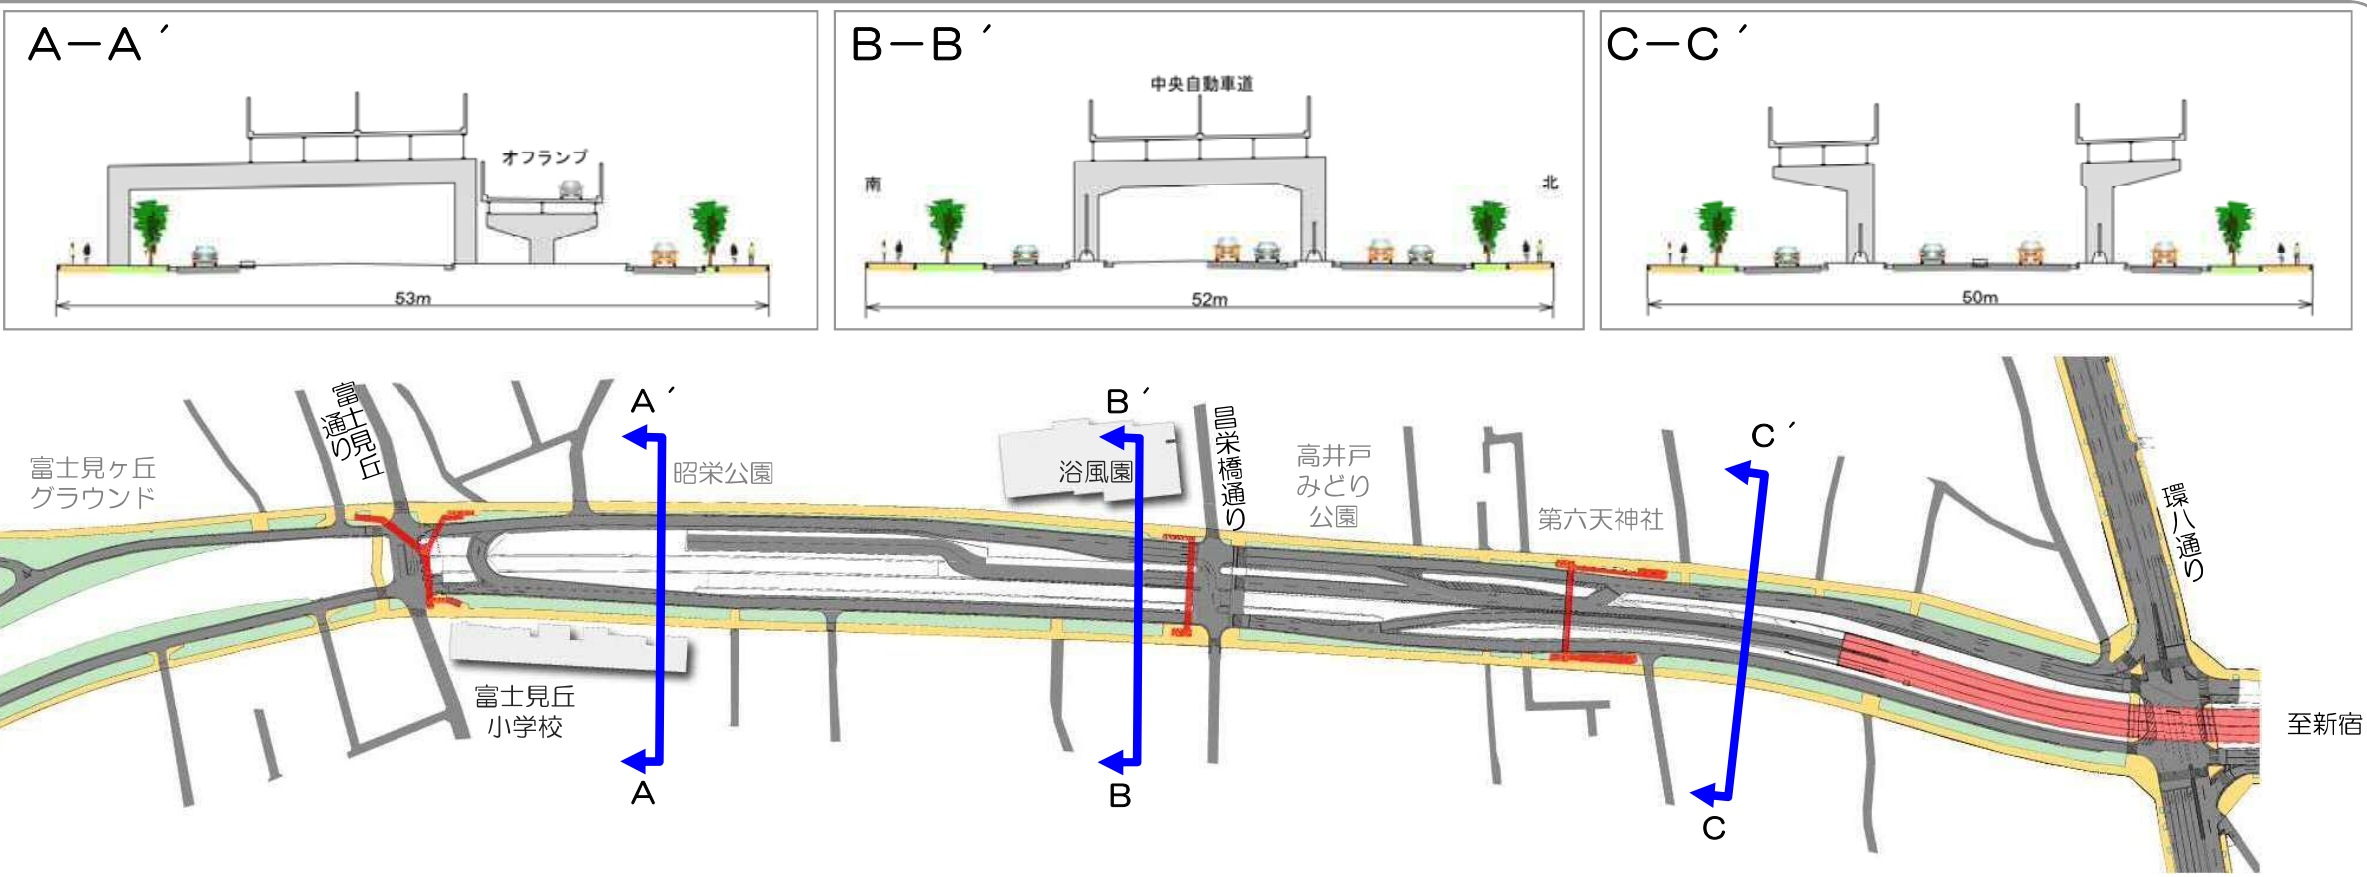 A－A´
オフランプ
53m
B－B´
中央自動車道
南
北
52m
C－C´
50m
富士見ヶ丘
グラウンド
富士見丘
通り
A´
昭栄公園
B´
浴風園
昌栄橋通り
高井戸
みどり
公園
第六天神社
C´
環八通り
富士見丘
小学校
A
B
C
至新宿